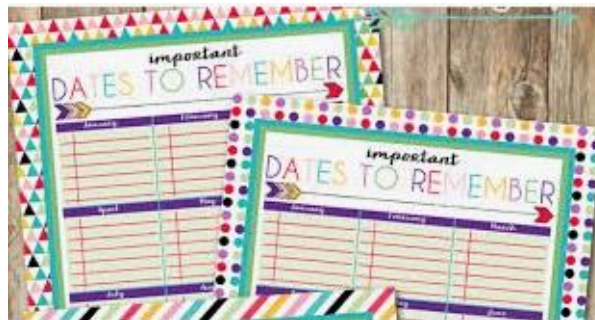 important
DATES TO REMEMBER
January
February
April
May
July
important
DATES TO REMEMBER
January
February
March
June